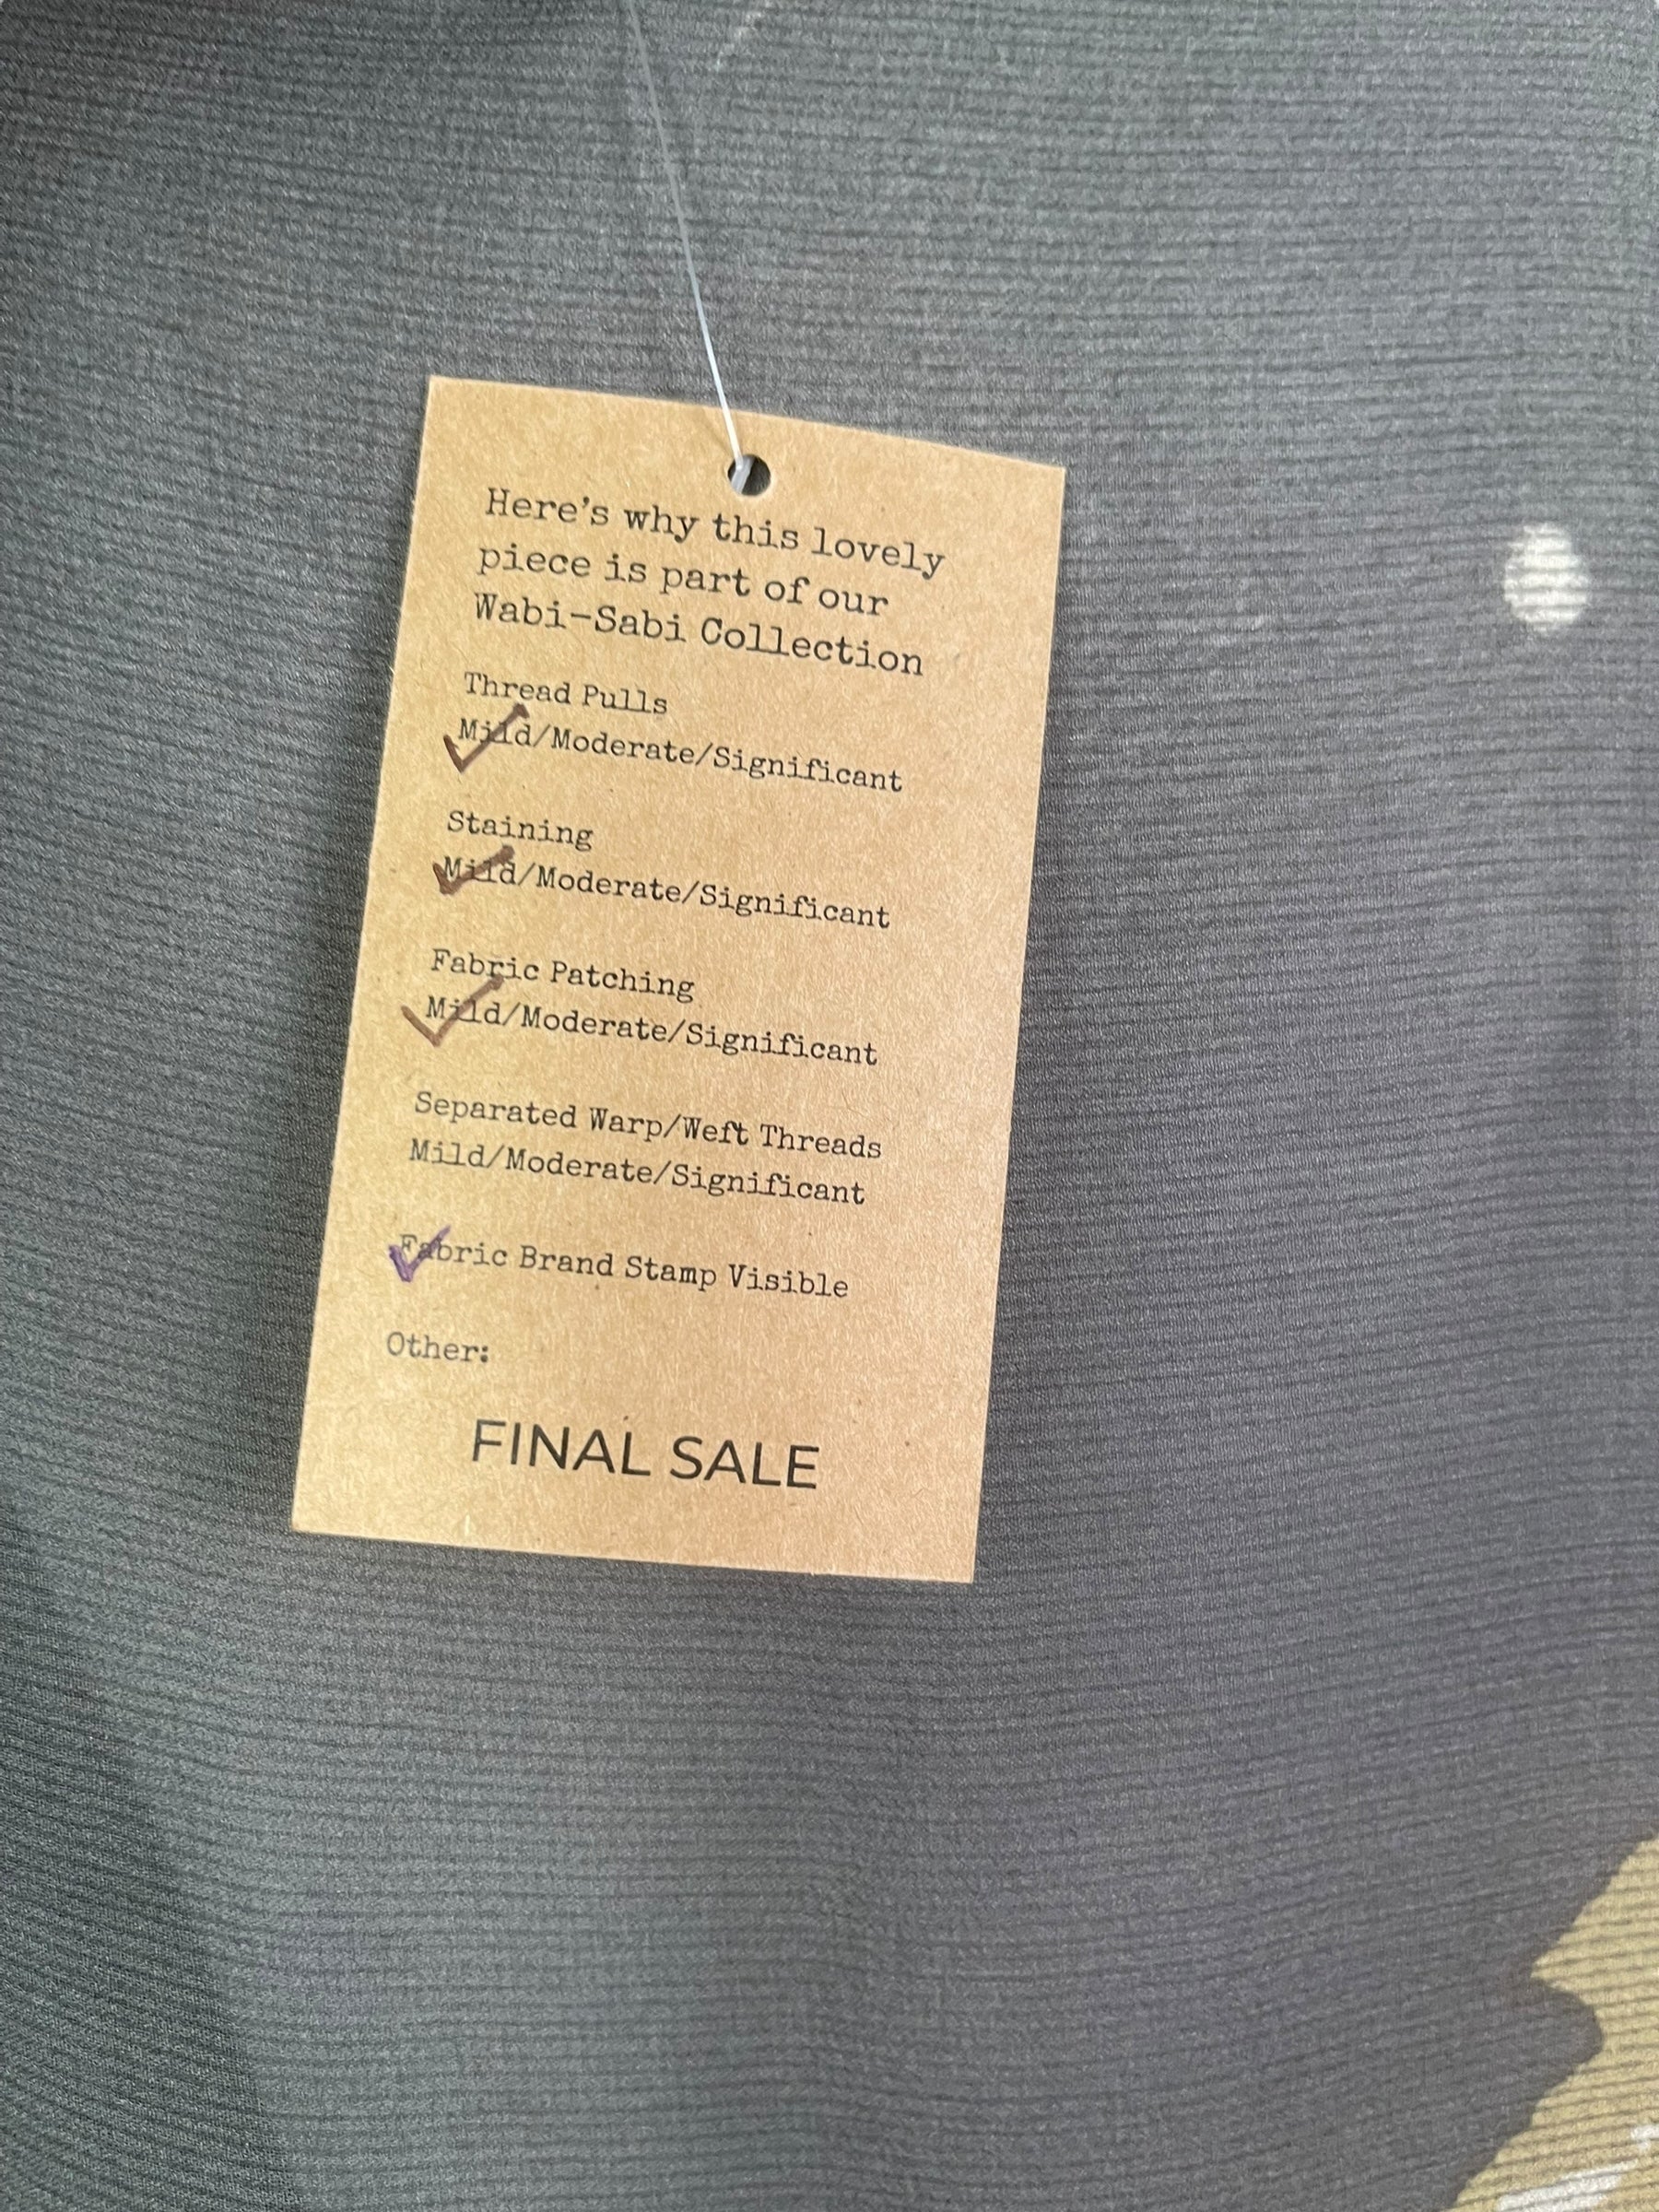 Here's why this lovely
piece is part of our
Wabi-Sabi Collection
Thread Pulls
Mild/Moderate/Significant
Staining
Mild/Moderate/Significant
Fabric Patching
Mild/Moderate/Significant
Separated Warp/Weft Threads
Mild/Moderate/Significant
Fabric Brand Stamp Visible
Other:
FINAL SALE